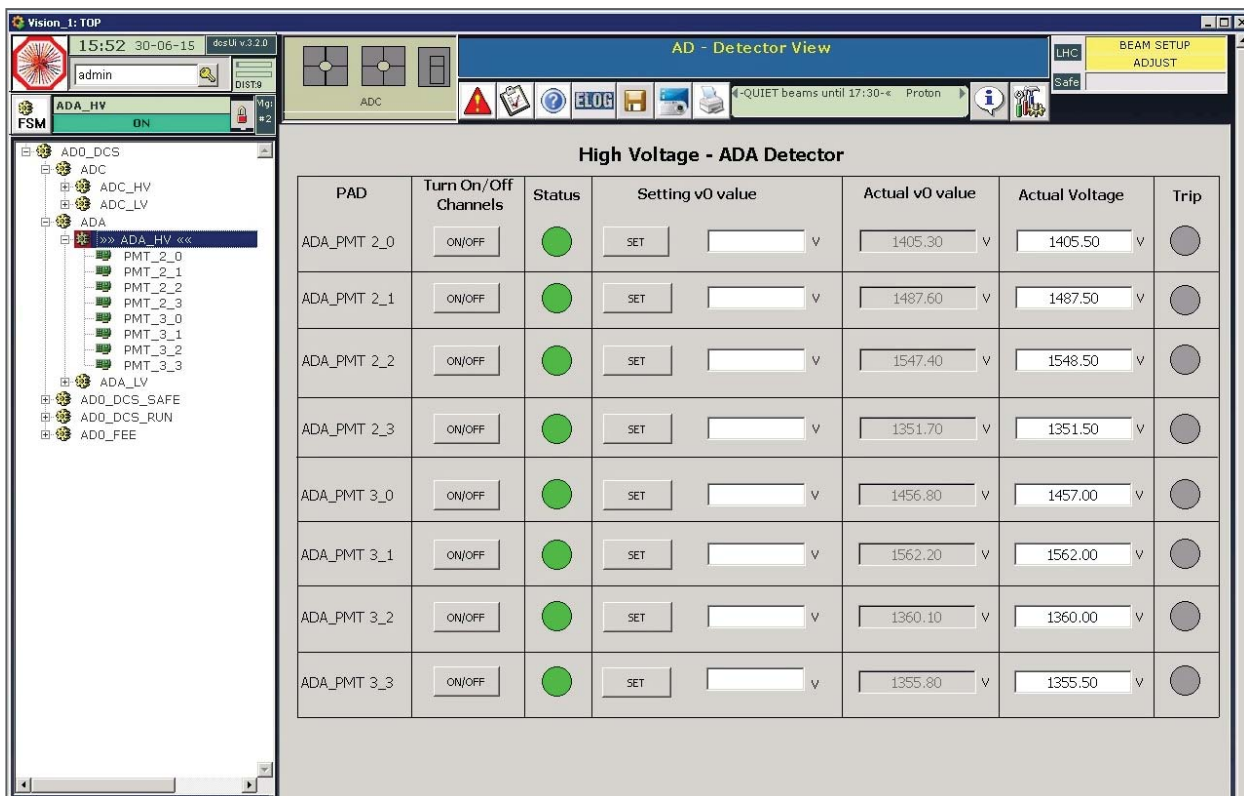 Vision_1: TOP
15:52 30-06-15 dcsUi v.3.2.0
admin
DIST:9
FSM
ADA_HV
ON
Mg:
#2
ADC
AD - Detector View
ELOG
-QUIET beams until 17:30-« Proton
LHC
Safe
BEAM SETUP
ADJUST
AD0_DCS
ADC
ADC_HV
ADC_LV
ADA
»» ADA_HV ««
PMT_2_0
PMT_2_1
PMT_2_2
PMT_2_3
PMT_3_0
PMT_3_1
PMT_3_2
PMT_3_3
ADA_LV
AD0_DCS_SAFE
AD0_DCS_RUN
AD0_FEE
High Voltage - ADA Detector
PAD Turn On/Off Channels Status Setting v0 value Actual v0 value Actual Voltage Trip
ADA_PMT 2_0 ON/OFF SET V 1405.30 V 1405.50 V
ADA_PMT 2_1 ON/OFF SET V 1487.60 V 1487.50 V
ADA_PMT 2_2 ON/OFF SET V 1547.40 V 1548.50 V
ADA_PMT 2_3 ON/OFF SET V 1351.70 V 1351.50 V
ADA_PMT 3_0 ON/OFF SET V 1456.80 V 1457.00 V
ADA_PMT 3_1 ON/OFF SET V 1562.20 V 1562.00 V
ADA_PMT 3_2 ON/OFF SET V 1360.10 V 1360.00 V
ADA_PMT 3_3 ON/OFF SET V 1355.80 V 1355.50 V